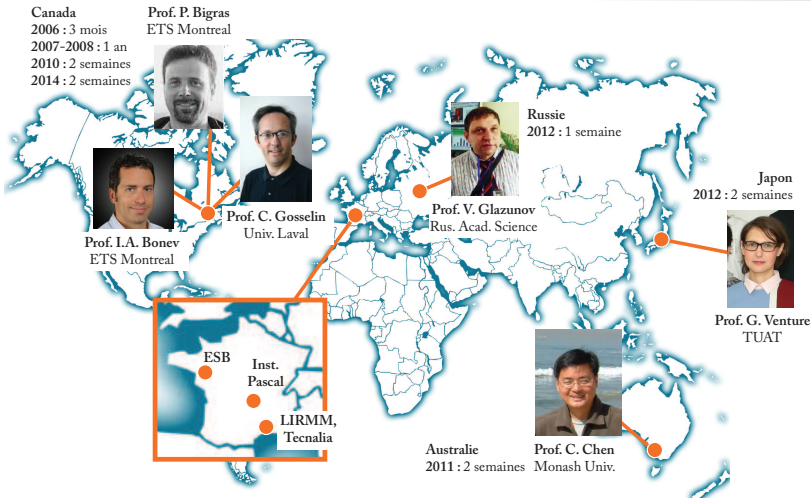 Canada
2006 : 3 mois
2007-2008 : 1 an
2010 : 2 semaines
2014 : 2 semaines
Prof. P. Bigras
ETS Montreal
Prof. I.A. Bonev
ETS Montreal
Prof. C. Gosselin
Univ. Laval
Russie
2012 : 1 semaine
Prof. V. Glazunov
Rus. Acad. Science
Japon
2012 : 2 semaines
Prof. G. Venture
TUAT
ESB
Inst.
Pascal
LIRMM,
Tecnalia
Australie
2011 : 2 semaines
Prof. C. Chen
Monash Univ.